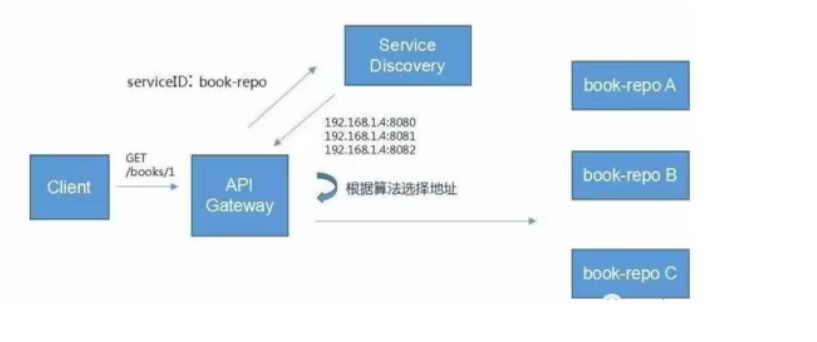 Service
Discovery
serviceID: book-repo
book-repo A
192.168.1.4:8080
192.168.1.4:8081
192.168.1.4:8082
GET
/books/1
Client
API
Gateway
根据算法选择地址
book-repo B
book-repo C